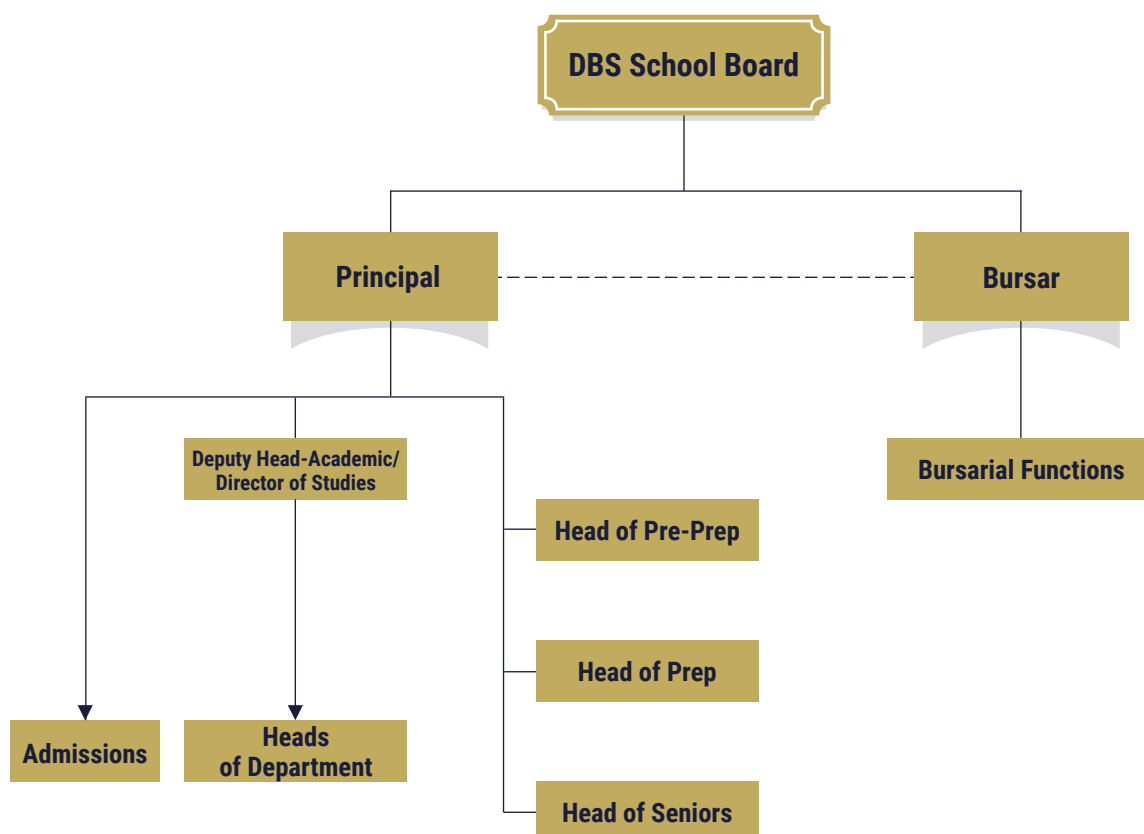 DBS School Board
Principal
Bursar
Deputy Head-Academic/
Director of Studies
Bursarial Functions
Head of Pre-Prep
Head of Prep
Admissions
Heads
of Department
Head of Seniors